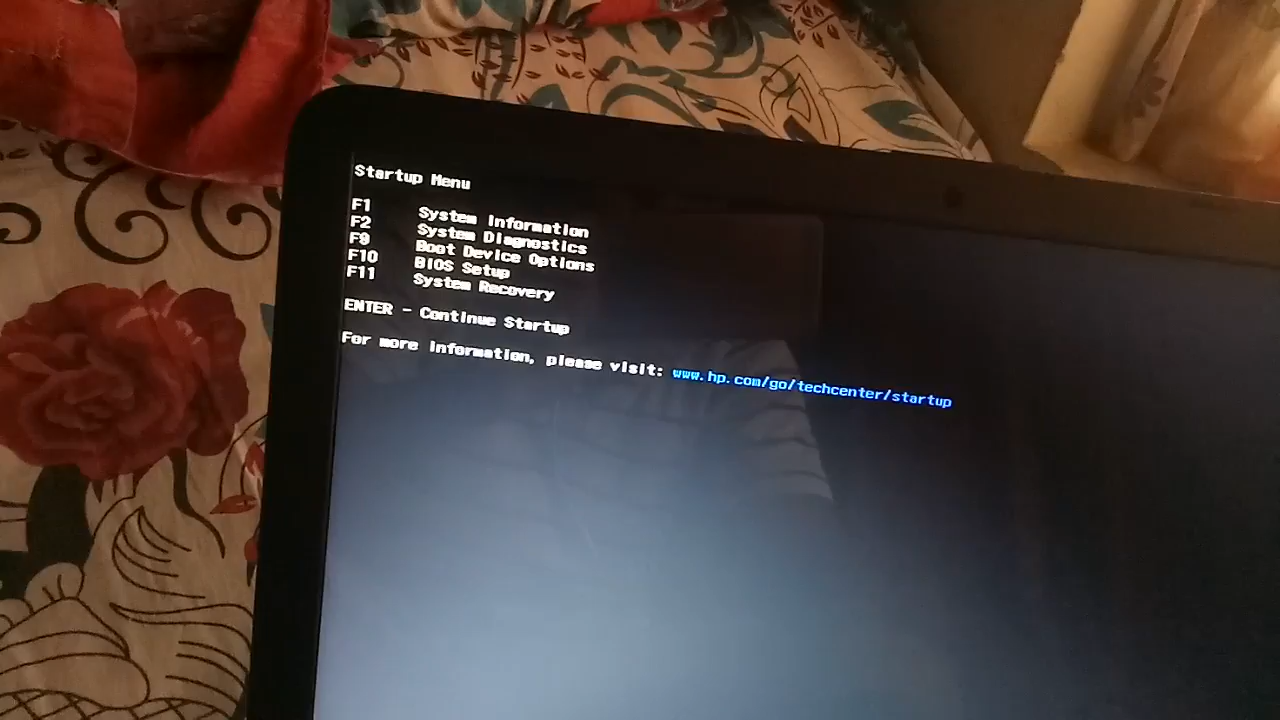 Startup Menu
F1 System Information
F2 System Diagnostics
F9 Boot Device Options
F10 BIOS Setup
F11 System Recovery
ENTER - Continue Startup
For more information, please visit: www.hp.com/go/techcenter/startup